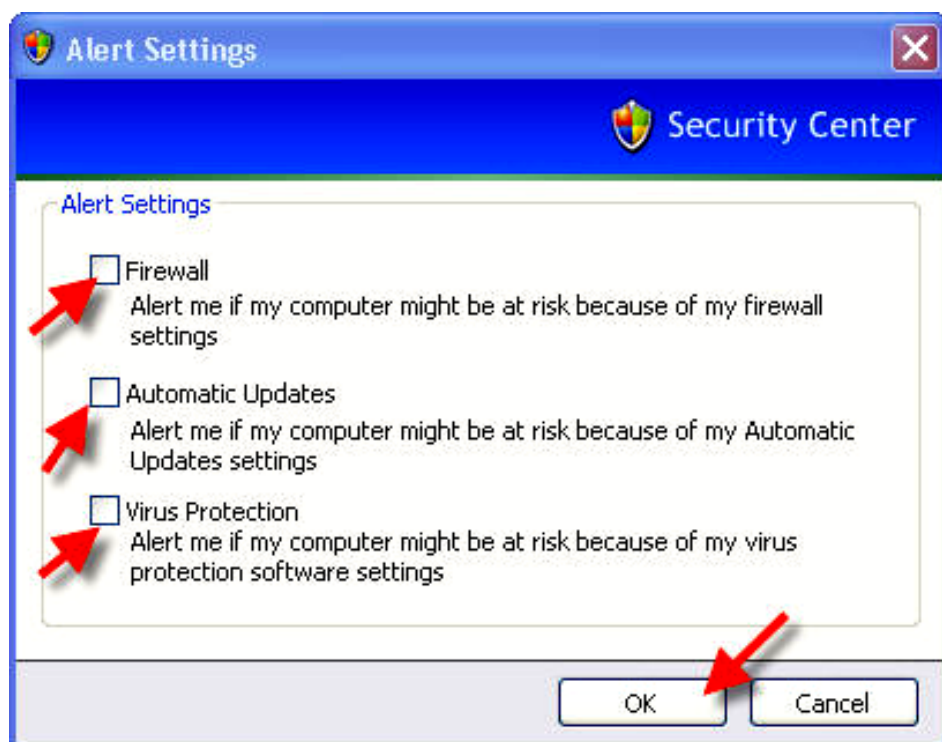 Alert Settings
Security Center
Alert Settings
Firewall
Alert me if my computer might be at risk because of my firewall
settings
Automatic Updates
Alert me if my computer might be at risk because of my Automatic
Updates settings
Virus Protection
Alert me if my computer might be at risk because of my virus
protection software settings
OK
Cancel